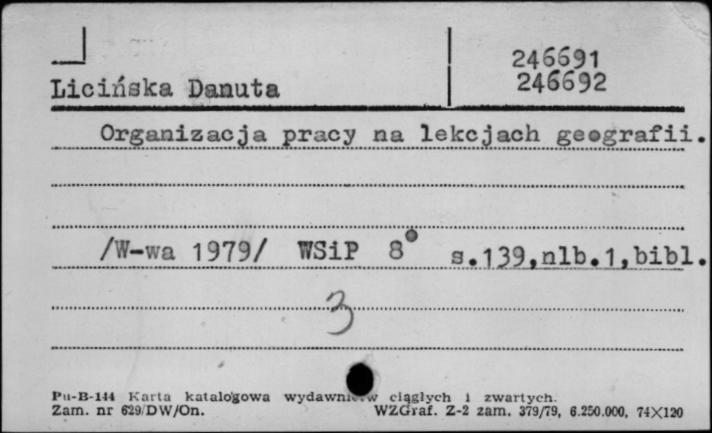 246691
Licińska Danuta 246692
Organizacja pracy na lekcjach geografii.
/W-wa 1979/ WSiP 8° s.139,nlb.1,bibl.
3
Pu-B-144 Karta katalogowa wydawnictw ciągłych i zwartych.
Zam. nr 629/DW/On. WZGraf. Z-2 zam. 379/79, 6.250.000, 74×120